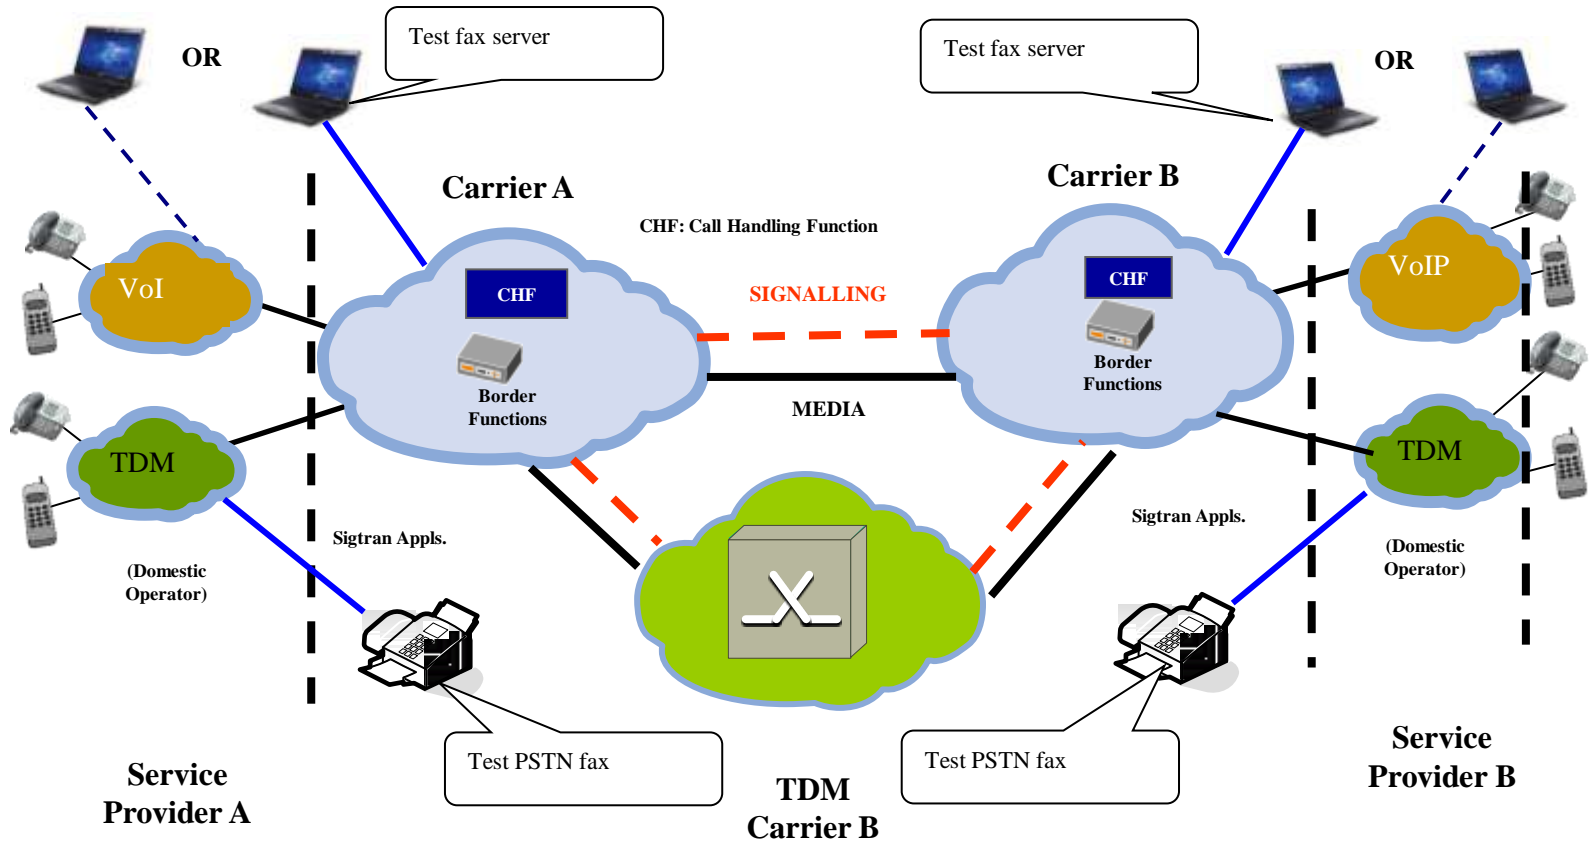 OR
Test fax server
Test fax server
OR
Carrier A
Carrier B
CHF: Call Handling Function
VoI
CHF
SIGNALLING
CHF
VoIP
Border
Functions
Border
Functions
MEDIA
TDM
TDM
Sigtran Appls.
Sigtran Appls.
(Domestic
Operator)
(Domestic
Operator)
Test PSTN fax
Test PSTN fax
Service
Provider A
TDM
Carrier B
Service
Provider B